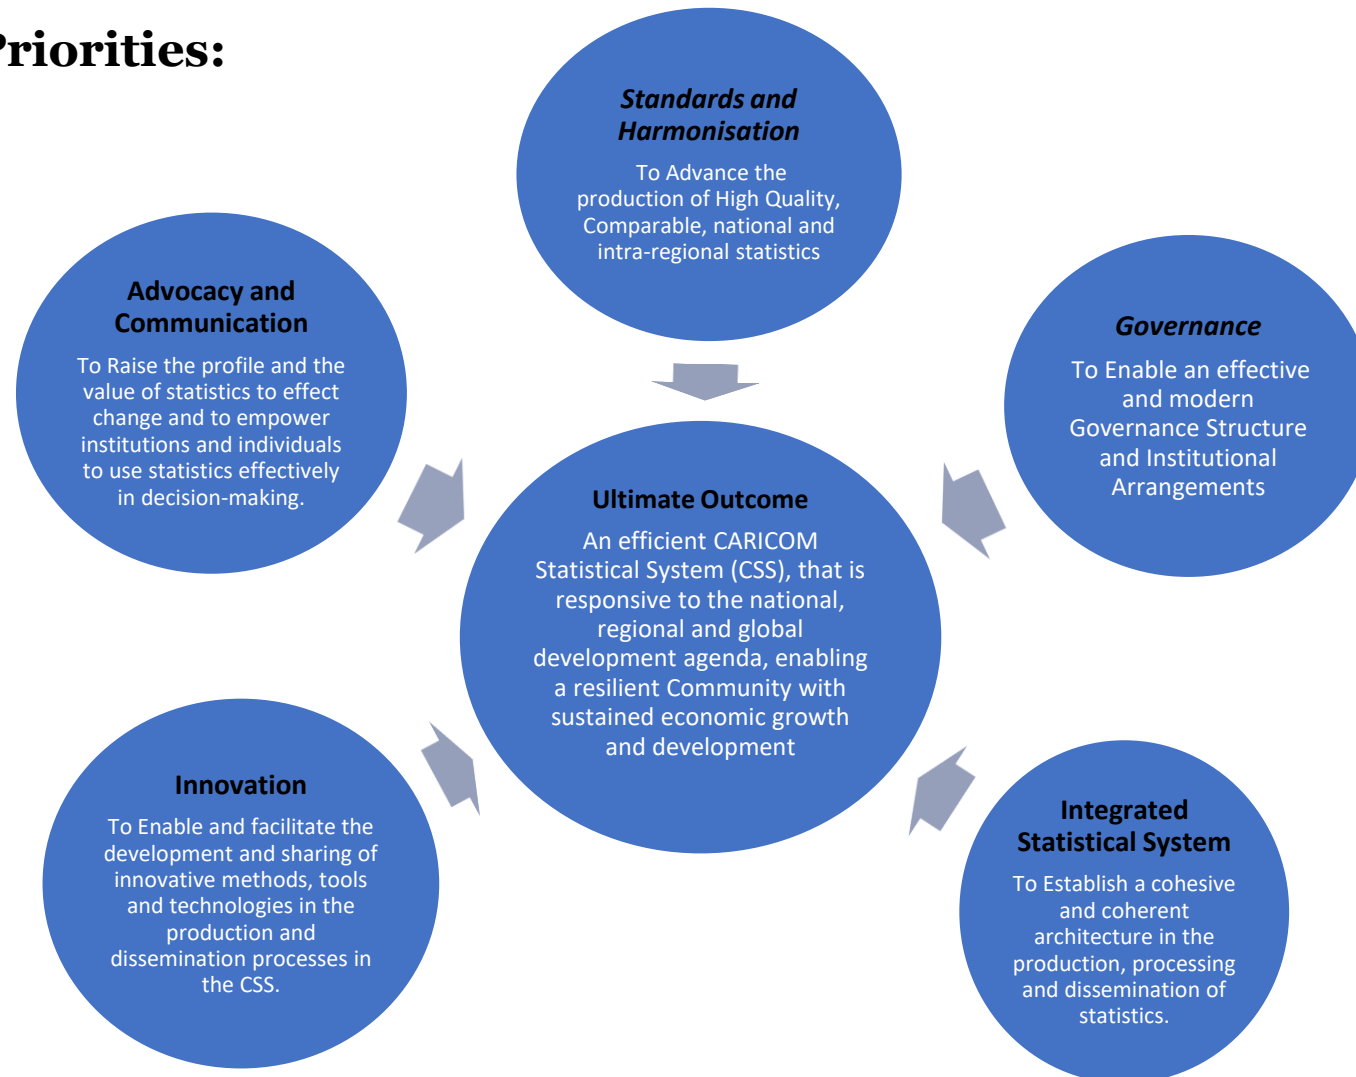 Priorities:
Standards and
Harmonisation
To Advance the
production of High Quality,
Comparable, national and
intra-regional statistics
Advocacy and
Communication
To Raise the profile and the
value of statistics to effect
change and to empower
institutions and individuals
to use statistics effectively
in decision-making.
Governance
To Enable an effective
and modern
Governance Structure
and Institutional
Arrangements
Ultimate Outcome
An efficient CARICOM
Statistical System (CSS), that is
responsive to the national,
regional and global
development agenda, enabling
a resilient Community with
sustained economic growth
and development
Innovation
To Enable and facilitate the
development and sharing of
innovative methods, tools
and technologies in the
production and
dissemination processes in
the CSS.
Integrated
Statistical System
To Establish a cohesive
and coherent
architecture in the
production, processing
and dissemination of
statistics.